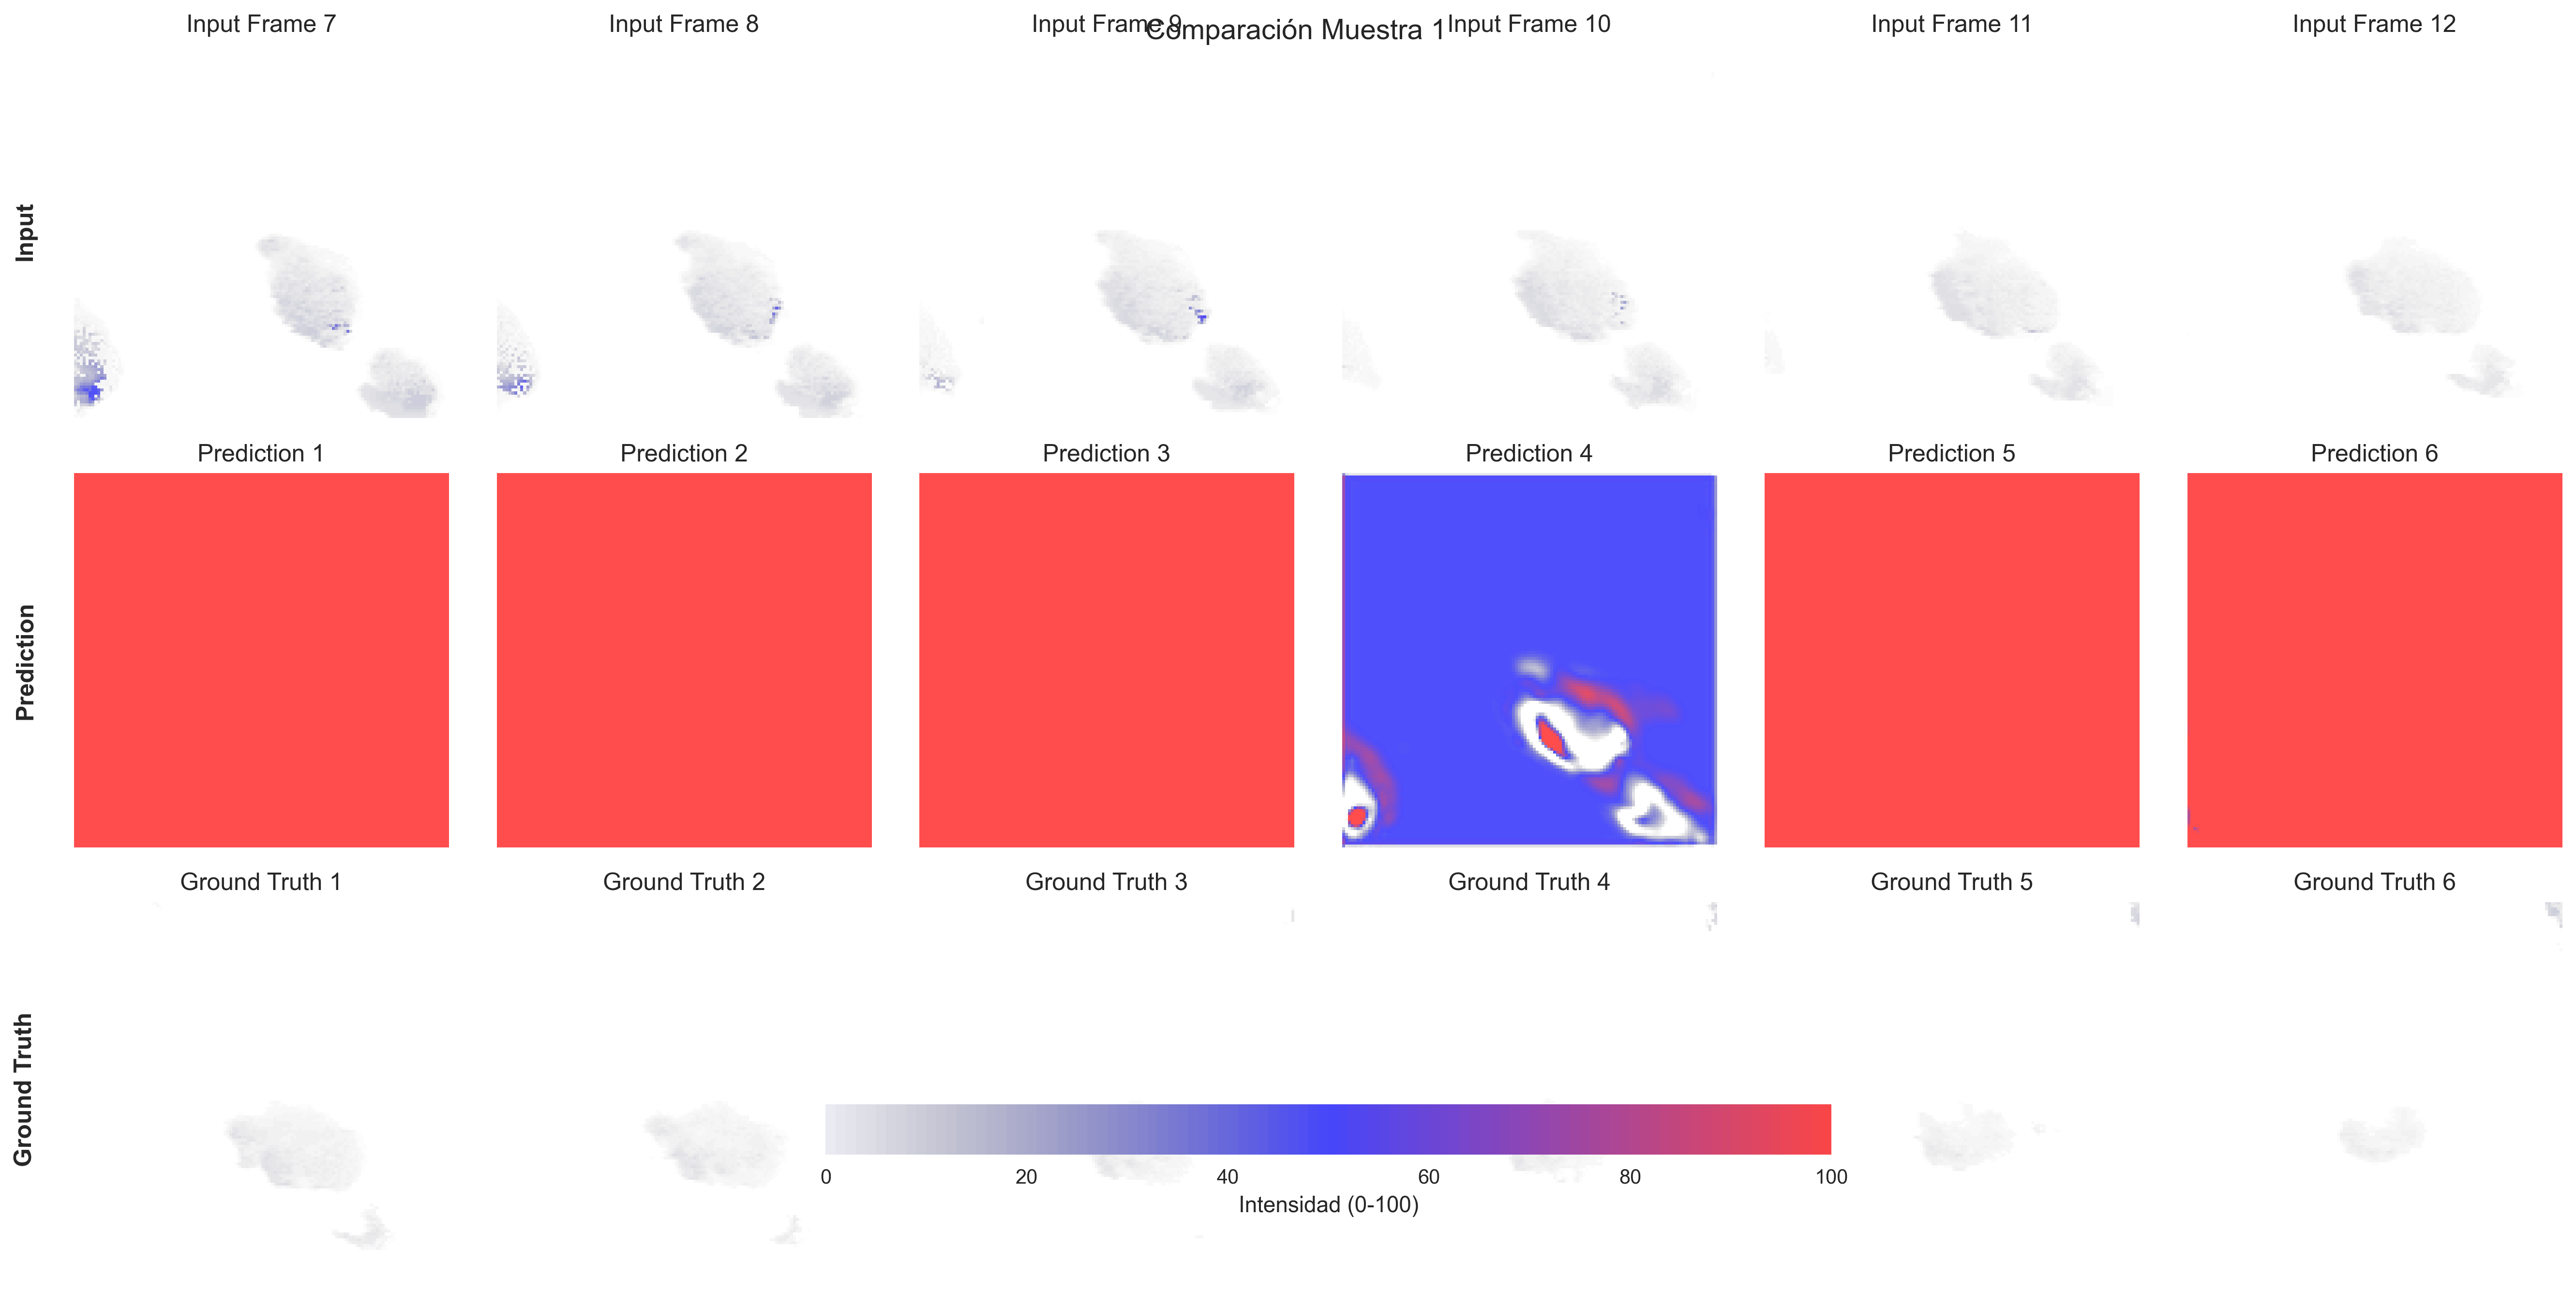 Comparación Muestra 1
Input Frame 7
Input Frame 8
Input Frame 9
Input Frame 10
Input Frame 11
Input Frame 12
Input
Prediction 1
Prediction 2
Prediction 3
Prediction 4
Prediction 5
Prediction 6
Prediction
Ground Truth 1
Ground Truth 2
Ground Truth 3
Ground Truth 4
Ground Truth 5
Ground Truth 6
Ground Truth
0 20 40 60 80 100
Intensidad (0-100)